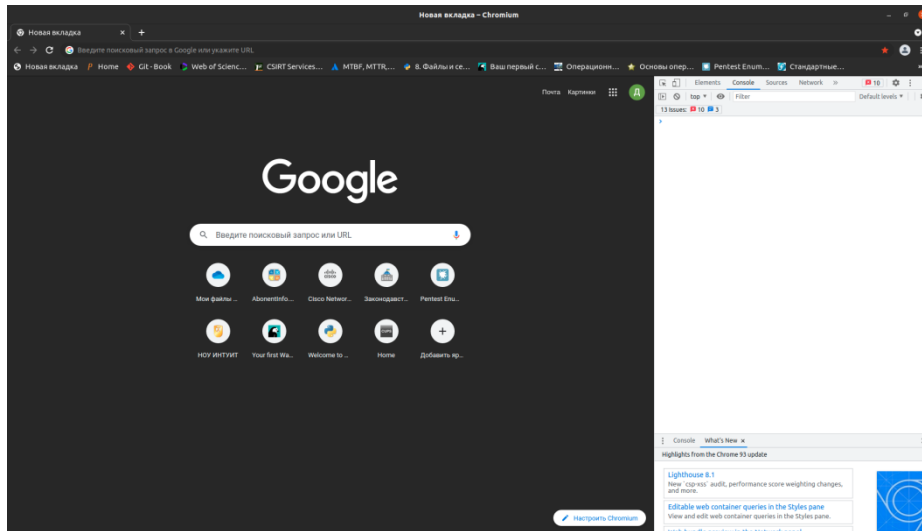 Новая вкладка – Chromium
Новая вкладка
Введите поисковый запрос в Google или укажите URL
Новая вкладка Home Git-Book Web of Scienc... CSIRT Services... MTBF, MTTR,... 8. Файлы и се... Ваш первый с... Операционн... Основы опер... Pentest Enum... Стандартные...
Elements Console Sources Network » 10
top Filter Default levels
13 Issues: 10 3
Почта Картинки Д
Google
Введите поисковый запрос или URL
Мои файлы ... AbonentInfo... Cisco Networ... Законодавст... Pentest Enu...
НОУ ИНТУИТ Your first Wa... Welcome to ... Home Добавить яр...
Console What's New
Highlights from the Chrome 93 update
Lighthouse 8.1
New `csp-xss` audit, performance score weighting changes,
and more.
Editable web container queries in the Styles pane
View and edit web container queries in the Styles pane.
Настроить Chromium